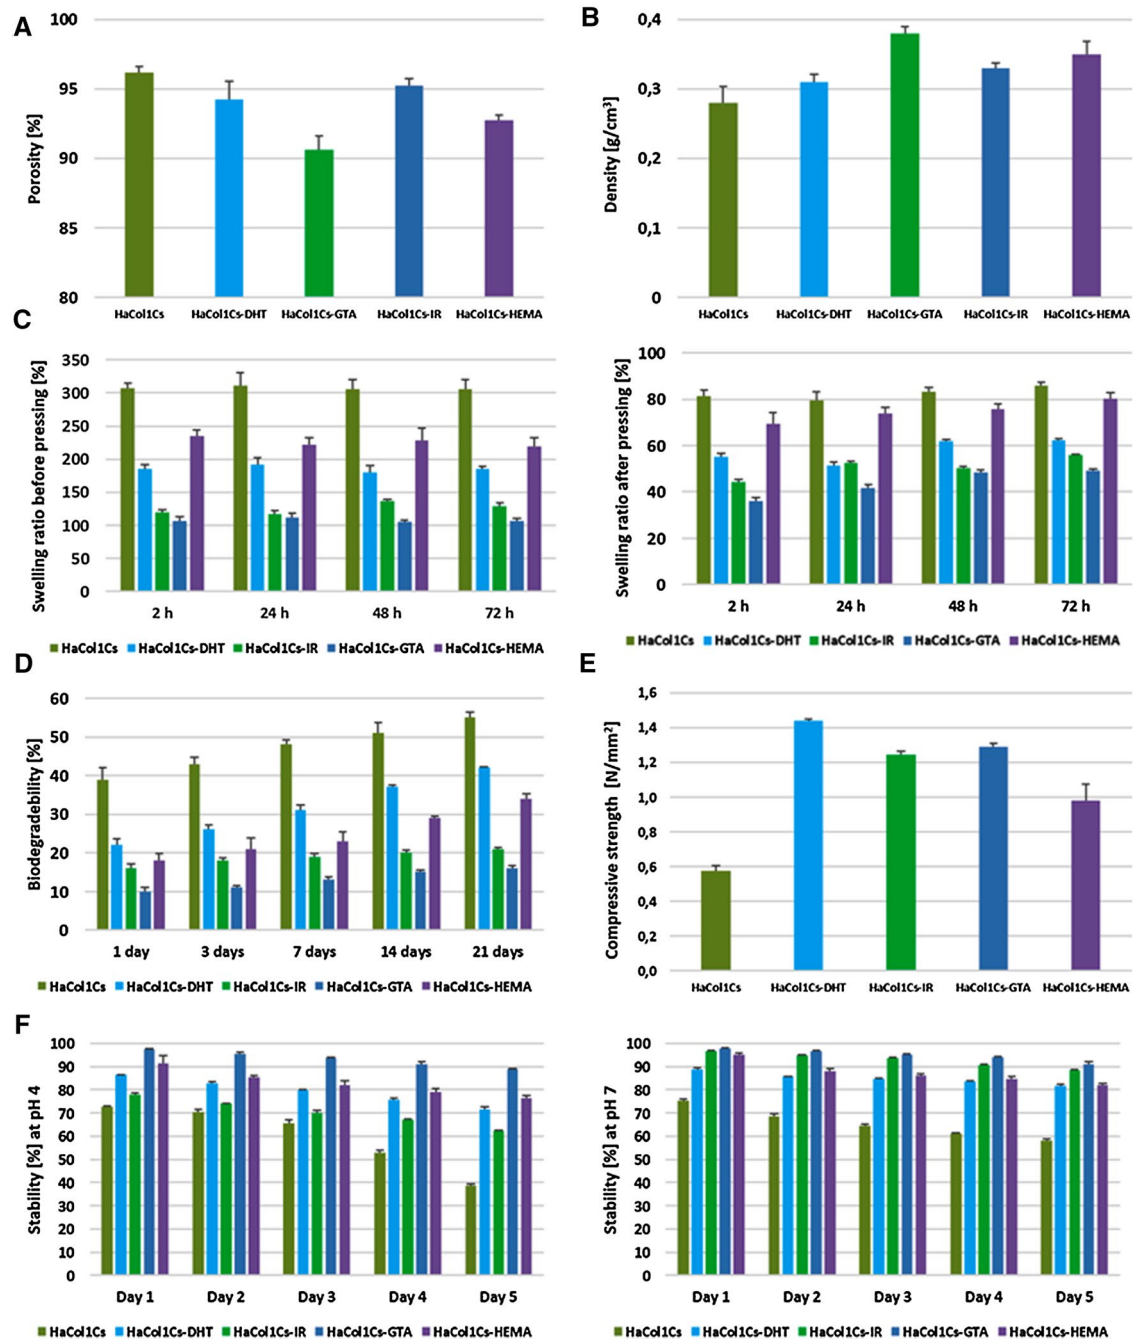 A
Porosity [%]
100
95
90
85
80
HaCol1Cs HaCol1Cs-DHT HaCol1Cs-GTA HaCol1Cs-IR HaCol1Cs-HEMA
B
Density [g/cm³]
0,4
0,3
0,2
0,1
0
HaCol1Cs HaCol1Cs-DHT HaCol1Cs-GTA HaCol1Cs-IR HaCol1Cs-HEMA
C
Swelling ratio before pressing [%]
350
300
250
200
150
100
50
0
2 h 24 h 48 h 72 h
HaCol1Cs HaCol1Cs-DHT HaCol1Cs-IR HaCol1Cs-GTA HaCol1Cs-HEMA
Swelling ratio after pressing [%]
100
80
60
40
20
0
2 h 24 h 48 h 72 h
HaCol1Cs HaCol1Cs-DHT HaCol1Cs-IR HaCol1Cs-GTA HaCol1Cs-HEMA
D
Biodegradebility [%]
60
50
40
30
20
10
0
1 day 3 days 7 days 14 days 21 days
HaCol1Cs HaCol1Cs-DHT HaCol1Cs-IR HaCol1Cs-GTA HaCol1Cs-HEMA
E
Compressive strength [N/mm²]
1,6
1,4
1,2
1,0
0,8
0,6
0,4
0,2
0,0
HaCol1Cs HaCol1Cs-DHT HaCol1Cs-IR HaCol1Cs-GTA HaCol1Cs-HEMA
F
Stability [%] at pH 4
100
90
80
70
60
50
40
30
20
10
0
Day 1 Day 2 Day 3 Day 4 Day 5
HaCol1Cs HaCol1Cs-DHT HaCol1Cs-IR HaCol1Cs-GTA HaCol1Cs-HEMA
Stability [%] at pH 7
100
90
80
70
60
50
40
30
20
10
0
Day 1 Day 2 Day 3 Day 4 Day 5
HaCol1Cs HaCol1Cs-DHT HaCol1Cs-IR HaCol1Cs-GTA HaCol1Cs-HEMA